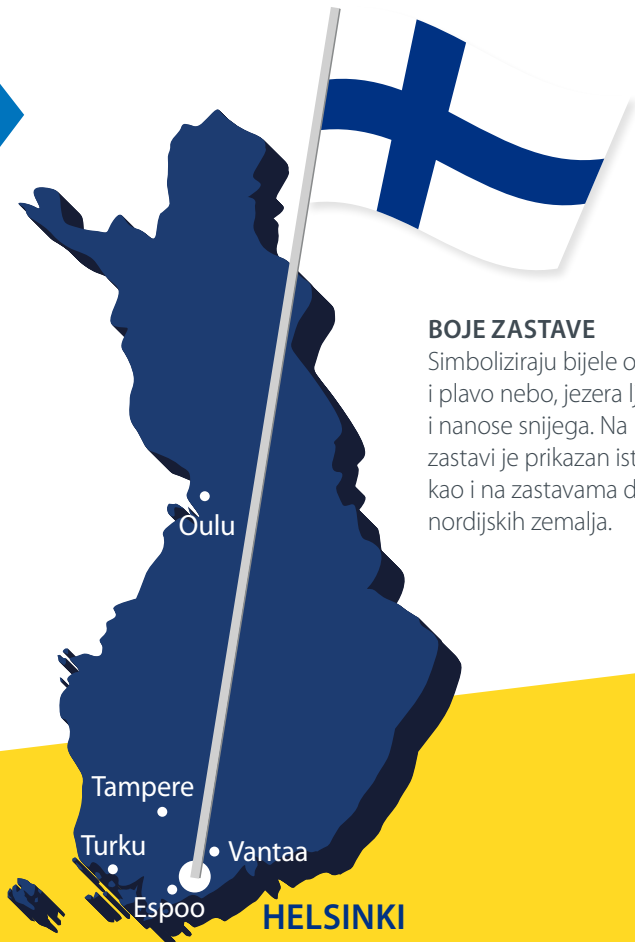 BOJE ZASTAVE
Simboliziraju bijele
i plavo nebo, jezera
i nanose snijega. Na
zastavi je prikazan
kao i na zastavama
nordijskih zemalja.
Oulu
Tampere
Turku
Vantaa
Espoo
HELSINKI